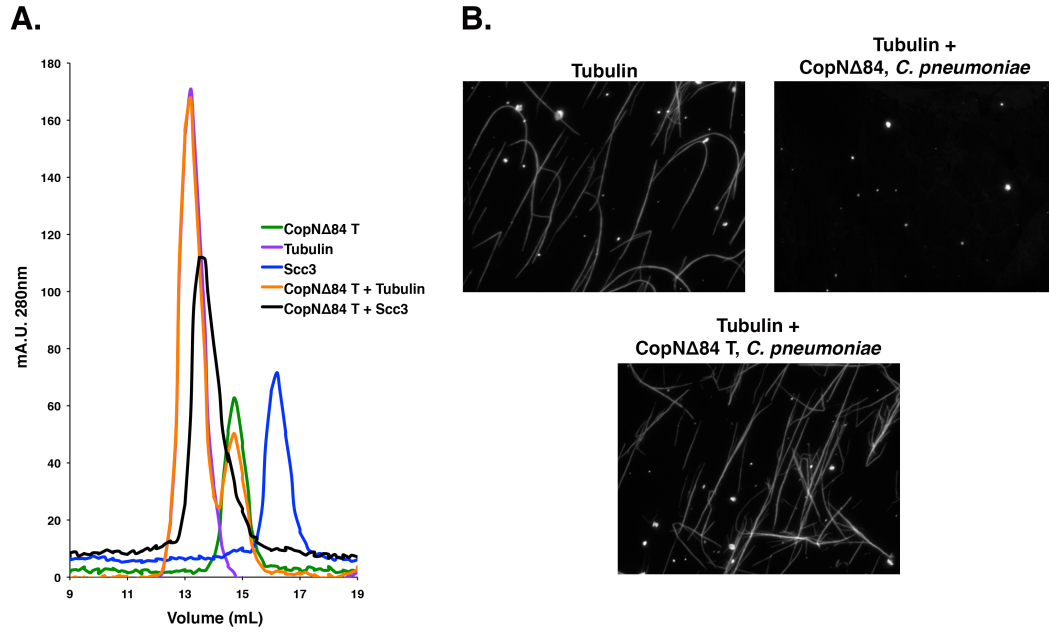 A.
180
160
140
120
100
80
60
40
20
0
mA.U. 280nm
9
11
13
15
17
19
Volume (mL)
CopNΔ84 T
Tubulin
Scc3
CopNΔ84 T + Tubulin
CopNΔ84 T + Scc3
B.
Tubulin
Tubulin +
CopNΔ84, C. pneumoniae
Tubulin +
CopNΔ84 T, C. pneumoniae